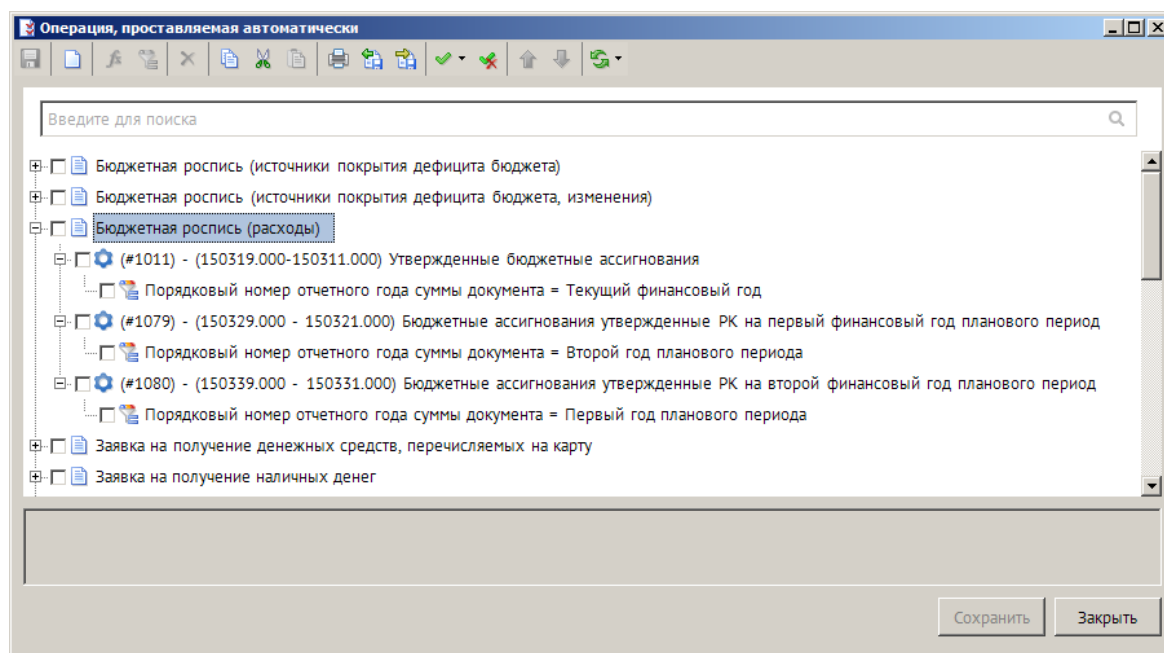 Операция, проставляемая автоматически
Введите для поиска
Бюджетная роспись (источники покрытия дефицита бюджета)
Бюджетная роспись (источники покрытия дефицита бюджета, изменения)
Бюджетная роспись (расходы)
(#1011) - (150319.000-150311.000) Утвержденные бюджетные ассигнования
Порядковый номер отчетного года суммы документа = Текущий финансовый год
(#1079) - (150329.000 - 150321.000) Бюджетные ассигнования утвержденные РК на первый финансовый год планового период
Порядковый номер отчетного года суммы документа = Второй год планового периода
(#1080) - (150339.000 - 150331.000) Бюджетные ассигнования утвержденные РК на второй финансовый год планового период
Порядковый номер отчетного года суммы документа = Первый год планового периода
Заявка на получение денежных средств, перечисляемых на карту
Заявка на получение наличных денег
Сохранить Закрыть